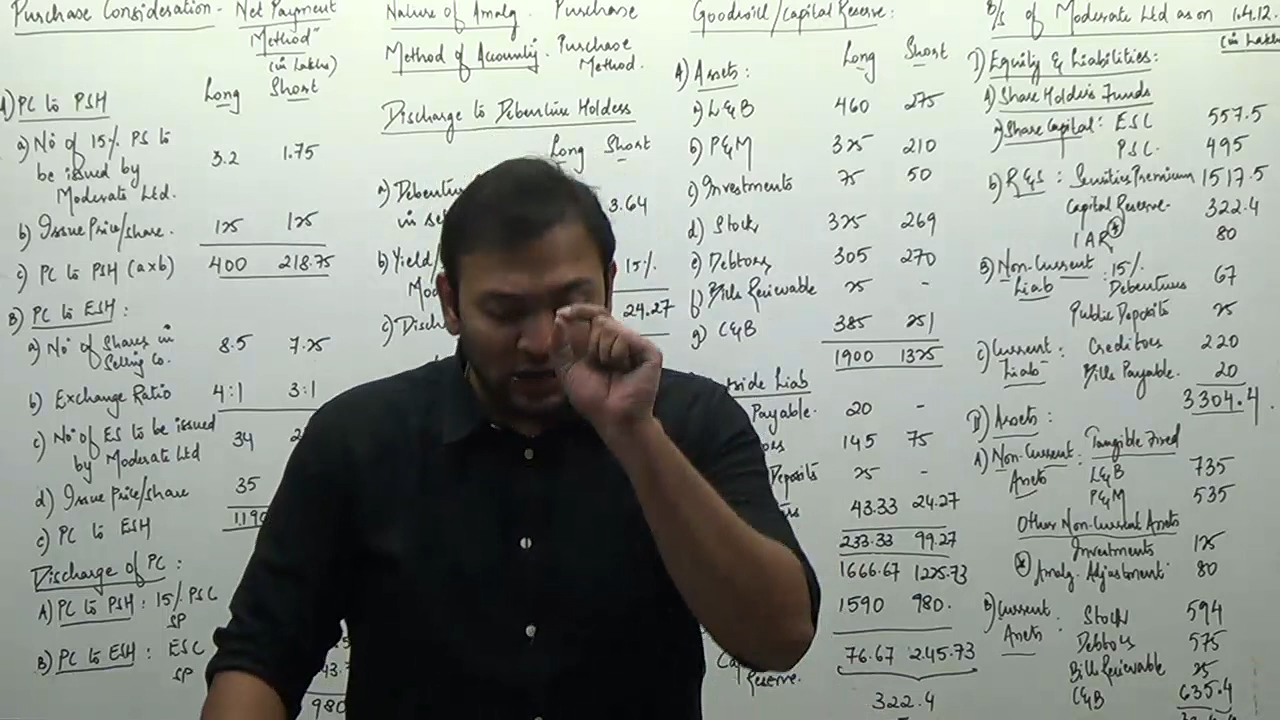 Purchase Consideration - Net Payment
Method"
(in Lakhs)
Long Short
A) PC to PSH
a) No of 15% PS to
be issued by
Moderate Ltd.
3.2 1.75
b) Issue Price/share. 125 125
c) PC to PSH (axb) 400 218.75
B) PC to ESH :
a) No of Shares in
Selling Co.
8.5 7.25
b) Exchange Ratio 4:1 3:1
c) No of ES to be issued
by Moderate Ltd
34
d) Issue Price/share 35
e) PC to ESH 1190
Discharge of PC :
A) PC to PSH : 15% PSC
SP
B) PC to ESH : ESC
SP
980
Nature of Amalg. Purchase
Method of Accounting. Purchase
Method.
Discharge to Debenture Holders
Long Short
a)
3.64
b) Yield/
15%
c)
24.27
Goodwill/Capital Reserve:
Long Short
A) Assets :
a) L&B 460 275
b) P&M 325 210
c) Investments 75 50
d) Stock 325 269
e) Debtors 305 270
f) Bills Receivable 25 -
g) C&B 385 251
1900 1325
Liab
Payable. 20 -
145 75
Deposits 25 -
43.33 24.27
233.33 99.27
1666.67 1225.73
1590 980.
Reserve. 76.67 245.73
322.4
B/S of Moderate Ltd as on 1.4.12.
(in Lakhs)
I) Equity & Liabilities:
A) Share Holders Funds
a) Share Capital: ESC 557.5
PSC. 495
b) R&S : Securities Premium 1517.5
Capital Reserve. 322.4
IAR * 80
B) Non-Current : 15%
Liab Debentures 67
Public Deposits 25
C) Current : Creditors 220
Liab Bills Payable. 20
3304.4
II) Assets :
A) Non-Current : Tangible Fixed
Assets L&B 735
P&M 535
Other Non-Current Assets
Investments 125
* Amalg. Adjustment 80
B) Current : Stock 594
Assets Debtors 575
Bills Receivable 25
C&B 635.4